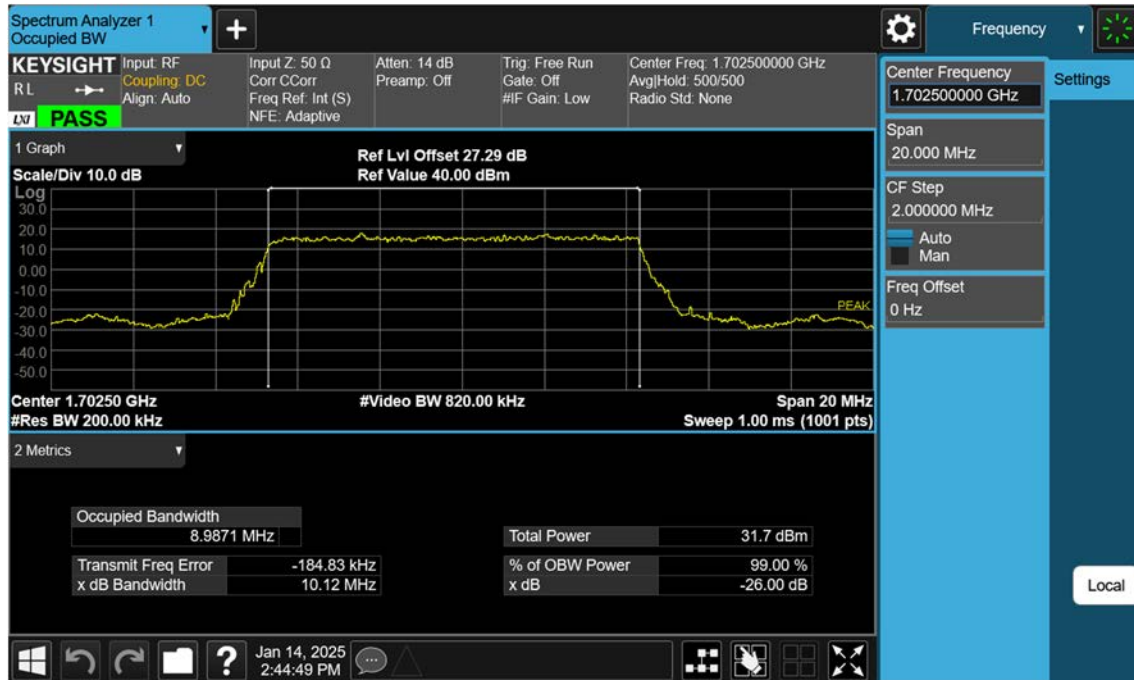 Spectrum Analyzer 1
Occupied BW
+
Frequency
KEYSIGHT
RL
LXI
PASS
Input: RF
Coupling: DC
Align: Auto
Input Z: 50 Ω
Corr CCorr
Freq Ref: Int (S)
NFE: Adaptive
Atten: 14 dB
Preamp: Off
Trig: Free Run
Gate: Off
#IF Gain: Low
Center Freq: 1.702500000 GHz
Avg|Hold: 500/500
Radio Std: None
Center Frequency
1.702500000 GHz
Settings
Span
20.000 MHz
CF Step
2.000000 MHz
Auto
Man
Freq Offset
0 Hz
Local
1 Graph
Scale/Div 10.0 dB
Ref Lvl Offset 27.29 dB
Ref Value 40.00 dBm
Log
30.0
20.0
10.0
0.00
-10.0
-20.0
-30.0
-40.0
-50.0
PEAK
Center 1.70250 GHz
#Video BW 820.00 kHz
Span 20 MHz
#Res BW 200.00 kHz
Sweep 1.00 ms (1001 pts)
2 Metrics
Occupied Bandwidth
8.9871 MHz
Total Power 31.7 dBm
Transmit Freq Error -184.83 kHz
% of OBW Power 99.00 %
x dB Bandwidth 10.12 MHz
x dB -26.00 dB
?
Jan 14, 2025
2:44:49 PM